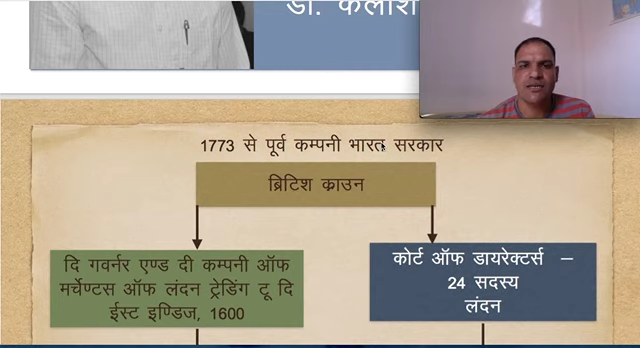 डॉ. कैलाश
1773 से पूर्व कम्पनी भारत सरकार
ब्रिटिश क्राउन
दि गवर्नर एण्ड दी कम्पनी ऑफ
मर्चेण्टस ऑफ लंदन ट्रेडिंग टू दि
ईस्ट इण्डिज, 1600
कोर्ट ऑफ डायरेक्टर्स –
24 सदस्य
लंदन